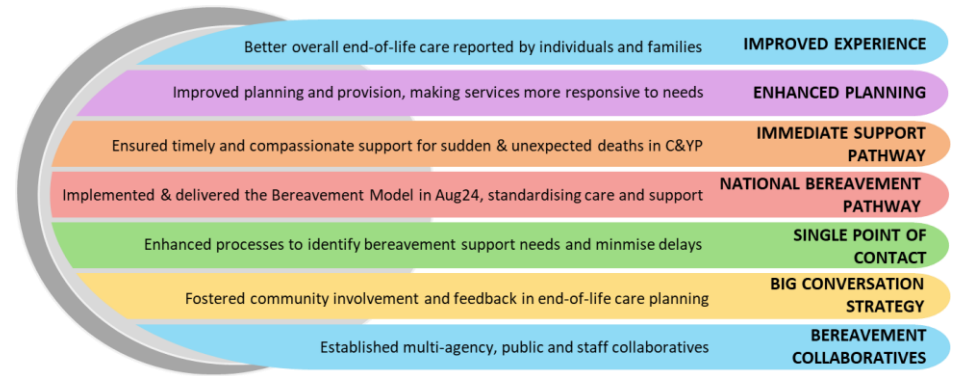 Better overall end-of-life care reported by individuals and families
IMPROVED EXPERIENCE
Improved planning and provision, making services more responsive to needs
ENHANCED PLANNING
Ensured timely and compassionate support for sudden & unexpected deaths in C&YP
IMMEDIATE SUPPORT
PATHWAY
Implemented & delivered the Bereavement Model in Aug24, standardising care and support
NATIONAL BEREAVEMENT
PATHWAY
Enhanced processes to identify bereavement support needs and minmise delays
SINGLE POINT OF
CONTACT
Fostered community involvement and feedback in end-of-life care planning
BIG CONVERSATION
STRATEGY
Established multi-agency, public and staff collaboratives
BEREAVEMENT
COLLABORATIVES